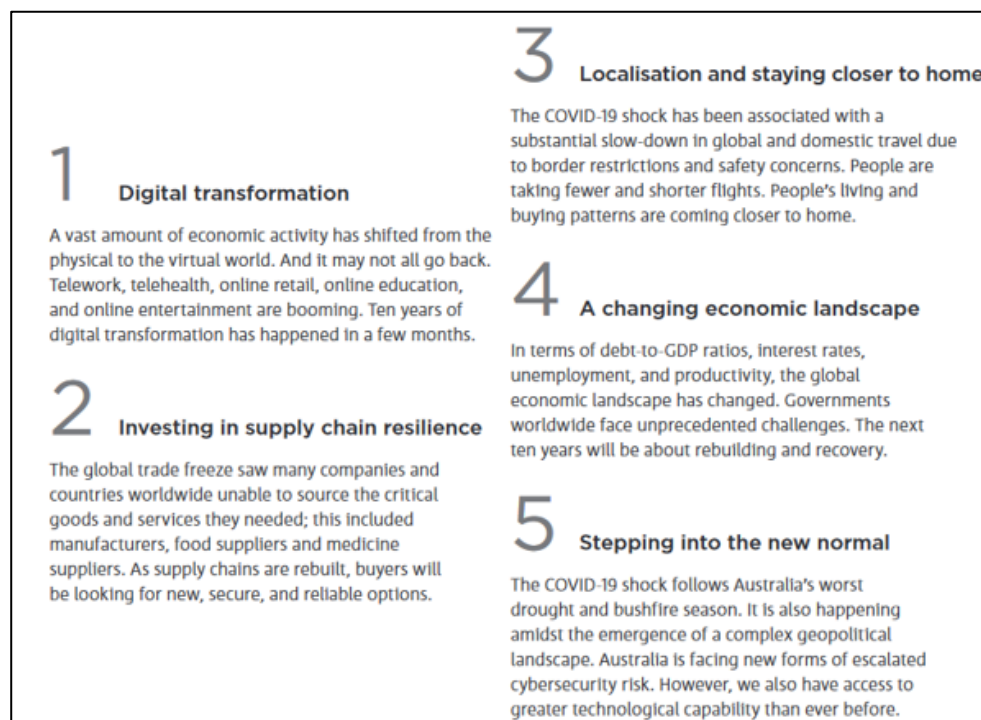 1 Digital transformation
A vast amount of economic activity has shifted from the
physical to the virtual world. And it may not all go back.
Telework, telehealth, online retail, online education,
and online entertainment are booming. Ten years of
digital transformation has happened in a few months.
2 Investing in supply chain resilience
The global trade freeze saw many companies and
countries worldwide unable to source the critical
goods and services they needed; this included
manufacturers, food suppliers and medicine
suppliers. As supply chains are rebuilt, buyers will
be looking for new, secure, and reliable options.
3 Localisation and staying closer to home
The COVID-19 shock has been associated with a
substantial slow-down in global and domestic travel due
to border restrictions and safety concerns. People are
taking fewer and shorter flights. People's living and
buying patterns are coming closer to home.
4 A changing economic landscape
In terms of debt-to-GDP ratios, interest rates,
unemployment, and productivity, the global
economic landscape has changed. Governments
worldwide face unprecedented challenges. The next
ten years will be about rebuilding and recovery.
5 Stepping into the new normal
The COVID-19 shock follows Australia's worst
drought and bushfire season. It is also happening
amidst the emergence of a complex geopolitical
landscape. Australia is facing new forms of escalated
cybersecurity risk. However, we also have access to
greater technological capability than ever before.